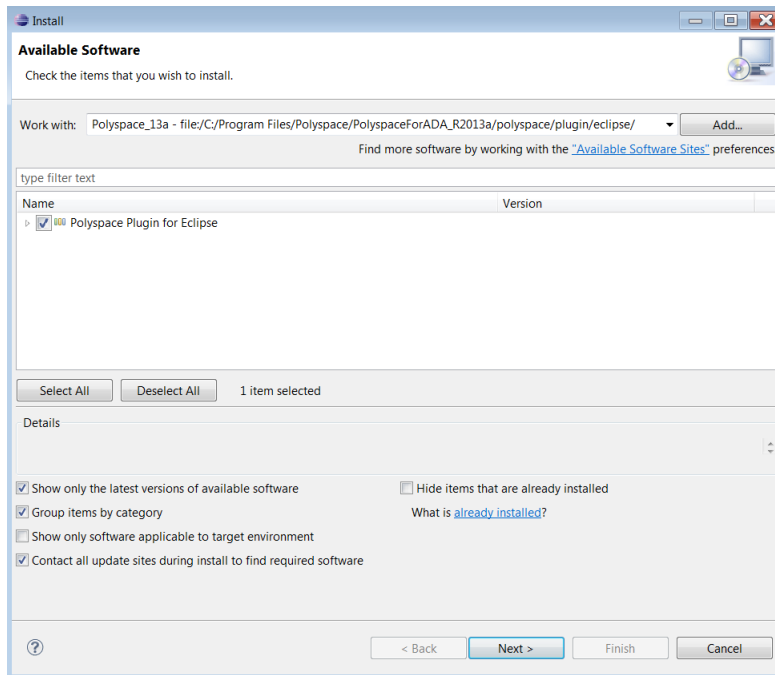 Install
Available Software
Check the items that you wish to install.
Work with: Polyspace_13a - file:/C:/Program Files/Polyspace/PolyspaceForADA_R2013a/polyspace/plugin/eclipse/ Add...
Find more software by working with the "Available Software Sites" preferences
type filter text
Name Version
Polyspace Plugin for Eclipse
Select All Deselect All 1 item selected
Details
Show only the latest versions of available software Hide items that are already installed
Group items by category What is already installed?
Show only software applicable to target environment
Contact all update sites during install to find required software
? < Back Next > Finish Cancel